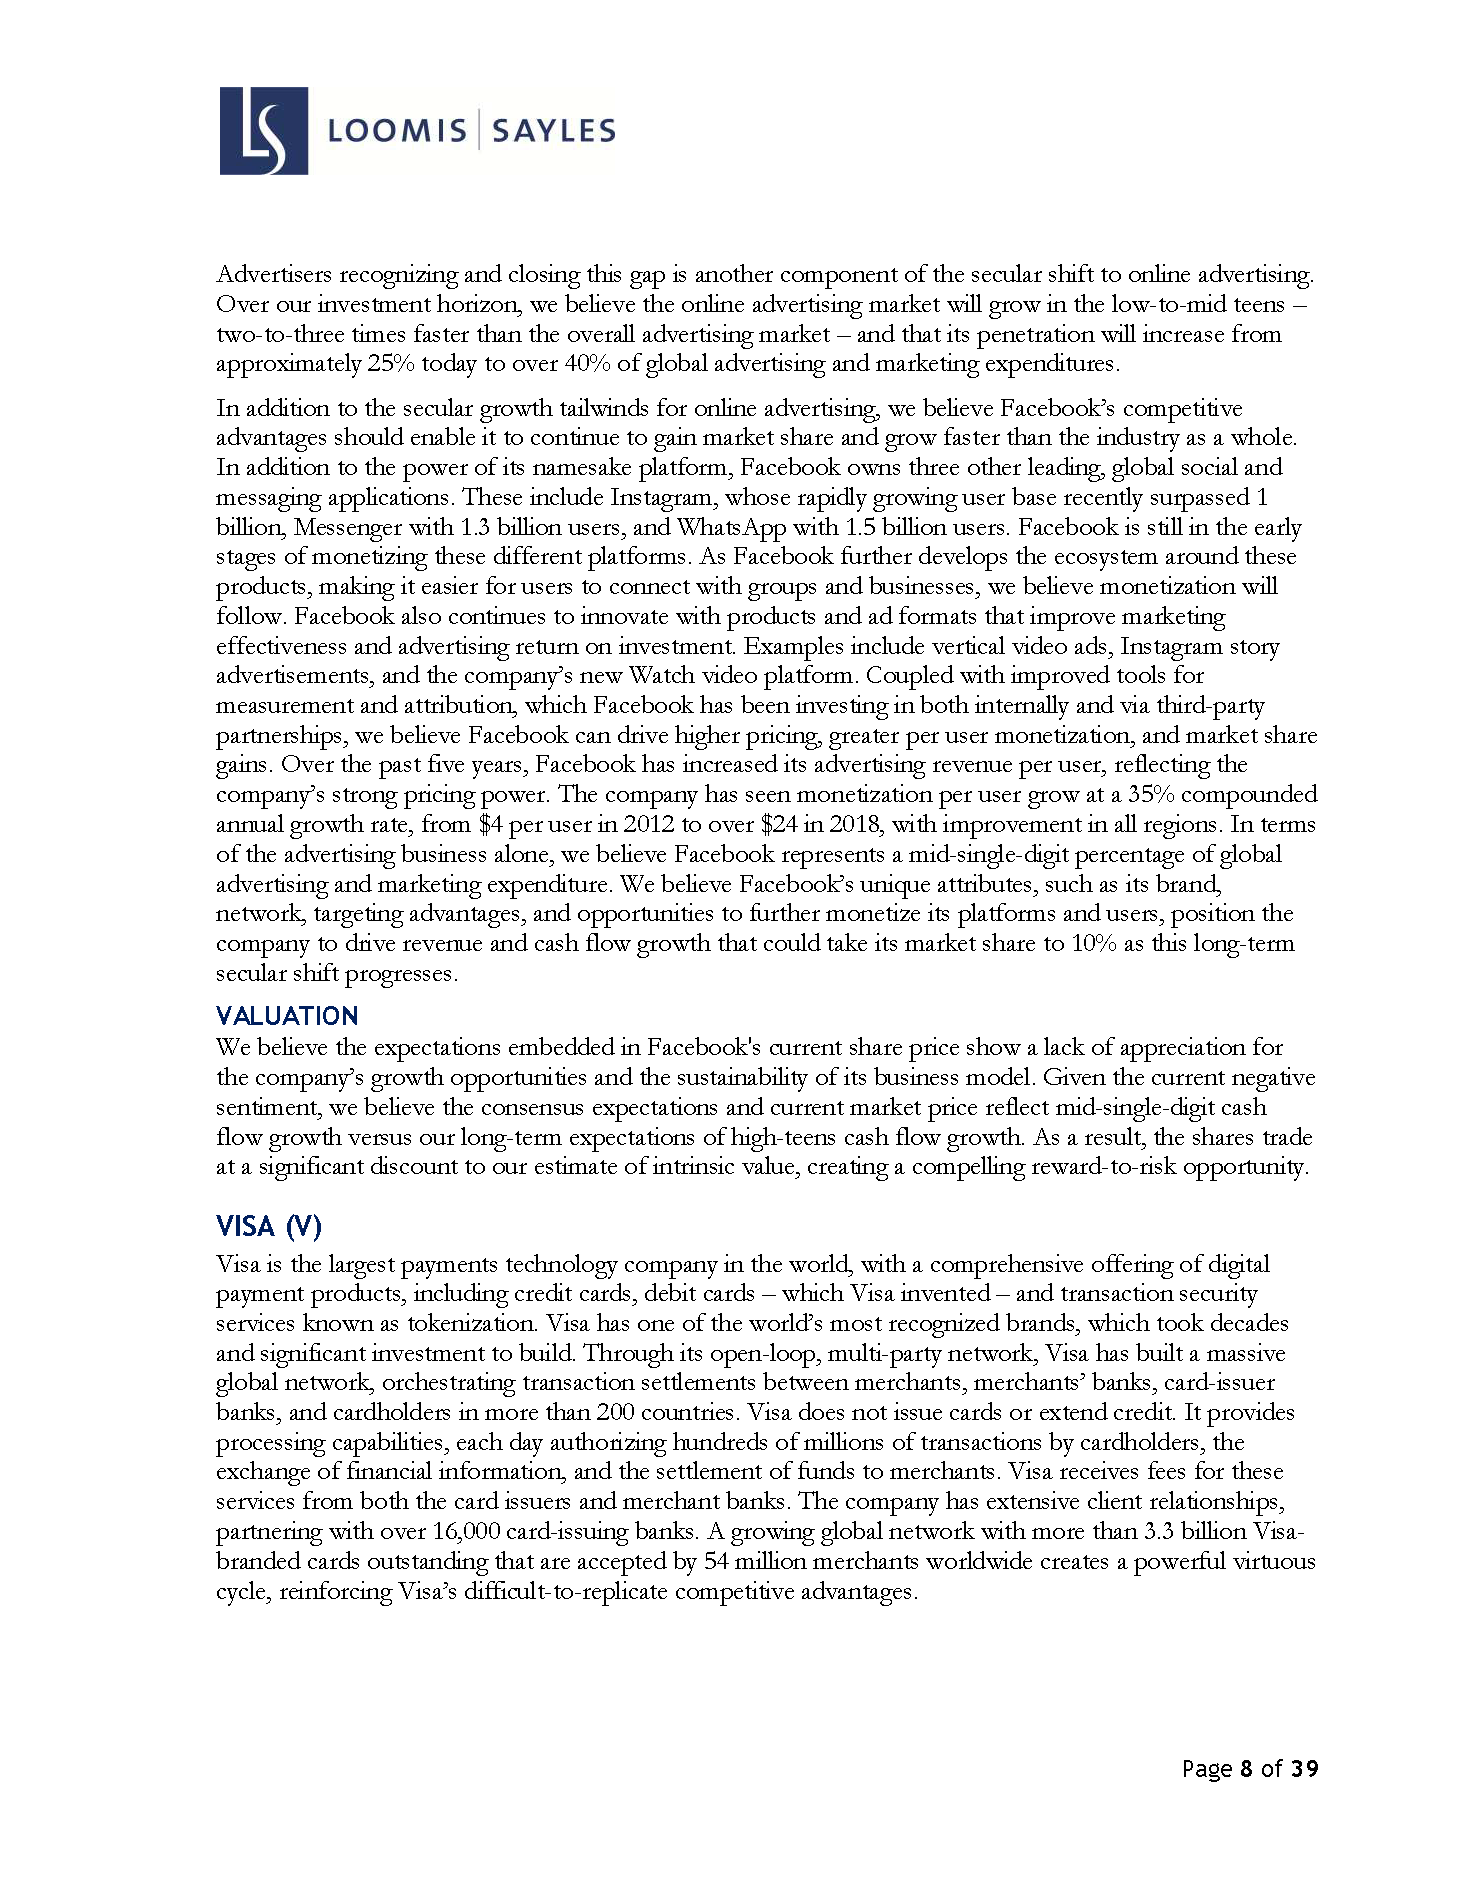 LS LOOMIS | SAYLES
Advertisers recognizing and closing this gap is another component of the secular shift to online advertising.
Over our investment horizon, we believe the online advertising market will grow in the low-to-mid teens –
two-to-three times faster than the overall advertising market – and that its penetration will increase from
approximately 25% today to over 40% of global advertising and marketing expenditures.
In addition to the secular growth tailwinds for online advertising, we believe Facebook’s competitive
advantages should enable it to continue to gain market share and grow faster than the industry as a whole.
In addition to the power of its namesake platform, Facebook owns three other leading, global social and
messaging applications. These include Instagram, whose rapidly growing user base recently surpassed 1
billion, Messenger with 1.3 billion users, and WhatsApp with 1.5 billion users. Facebook is still in the early
stages of monetizing these different platforms. As Facebook further develops the ecosystem around these
products, making it easier for users to connect with groups and businesses, we believe monetization will
follow. Facebook also continues to innovate with products and ad formats that improve marketing
effectiveness and advertising return on investment. Examples include vertical video ads, Instagram story
advertisements, and the company’s new Watch video platform. Coupled with improved tools for
measurement and attribution, which Facebook has been investing in both internally and via third-party
partnerships, we believe Facebook can drive higher pricing, greater per user monetization, and market share
gains. Over the past five years, Facebook has increased its advertising revenue per user, reflecting the
company’s strong pricing power. The company has seen monetization per user grow at a 35% compounded
annual growth rate, from $4 per user in 2012 to over $24 in 2018, with improvement in all regions. In terms
of the advertising business alone, we believe Facebook represents a mid-single-digit percentage of global
advertising and marketing expenditure. We believe Facebook’s unique attributes, such as its brand,
network, targeting advantages, and opportunities to further monetize its platforms and users, position the
company to drive revenue and cash flow growth that could take its market share to 10% as this long-term
secular shift progresses.
VALUATION
We believe the expectations embedded in Facebook's current share price show a lack of appreciation for
the company’s growth opportunities and the sustainability of its business model. Given the current negative
sentiment, we believe the consensus expectations and current market price reflect mid-single-digit cash
flow growth versus our long-term expectations of high-teens cash flow growth. As a result, the shares trade
at a significant discount to our estimate of intrinsic value, creating a compelling reward-to-risk opportunity.
VISA (V)
Visa is the largest payments technology company in the world, with a comprehensive offering of digital
payment products, including credit cards, debit cards – which Visa invented – and transaction security
services known as tokenization. Visa has one of the world’s most recognized brands, which took decades
and significant investment to build. Through its open-loop, multi-party network, Visa has built a massive
global network, orchestrating transaction settlements between merchants, merchants’ banks, card-issuer
banks, and cardholders in more than 200 countries. Visa does not issue cards or extend credit. It provides
processing capabilities, each day authorizing hundreds of millions of transactions by cardholders, the
exchange of financial information, and the settlement of funds to merchants. Visa receives fees for these
services from both the card issuers and merchant banks. The company has extensive client relationships,
partnering with over 16,000 card-issuing banks. A growing global network with more than 3.3 billion Visa-
branded cards outstanding that are accepted by 54 million merchants worldwide creates a powerful virtuous
cycle, reinforcing Visa’s difficult-to-replicate competitive advantages.
Page 8 of 39